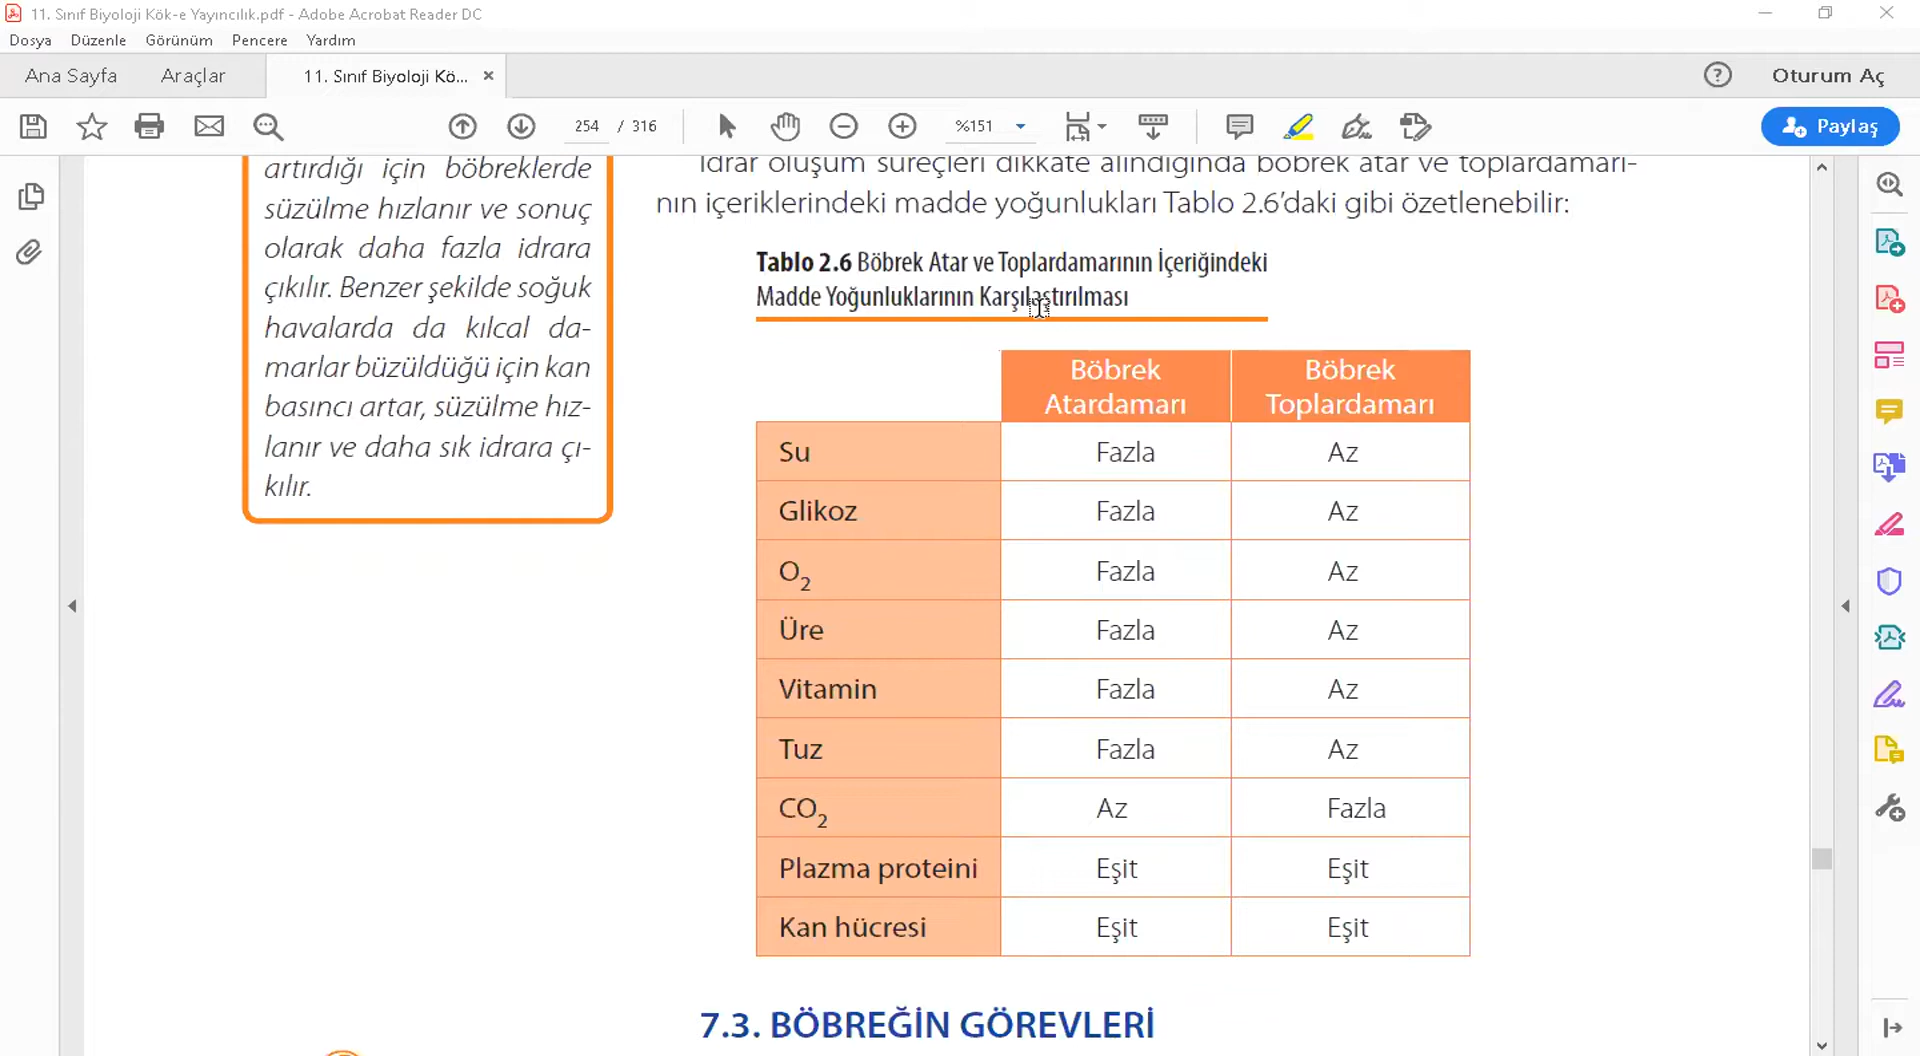 11. Sınıf Biyoloji Kök-e Yayıncılık.pdf - Adobe Acrobat Reader DC
Dosya Düzenle Görünüm Pencere Yardım
Ana Sayfa Araçlar 11. Sınıf Biyoloji Kö... Oturum Aç
254 / 316 %151 Paylaş
artırdığı için böbreklerde
süzülme hızlanır ve sonuç
olarak daha fazla idrara
çıkılır. Benzer şekilde soğuk
havalarda da kılcal da-
marlar büzüldüğü için kan
basıncı artar, süzülme hız-
lanır ve daha sık idrara çı-
kılır.
İdrar oluşum süreçleri dikkate alındığında böbrek atar ve toplardamarı-
nın içeriklerindeki madde yoğunlukları Tablo 2.6'daki gibi özetlenebilir:
Tablo 2.6 Böbrek Atar ve Toplardamarının İçeriğindeki
Madde Yoğunluklarının Karşılaştırılması
Böbrek Atardamarı Böbrek Toplardamarı
Su Fazla Az
Glikoz Fazla Az
O2 Fazla Az
Üre Fazla Az
Vitamin Fazla Az
Tuz Fazla Az
CO2 Az Fazla
Plazma proteini Eşit Eşit
Kan hücresi Eşit Eşit
7.3. BÖBREĞİN GÖREVLERİ